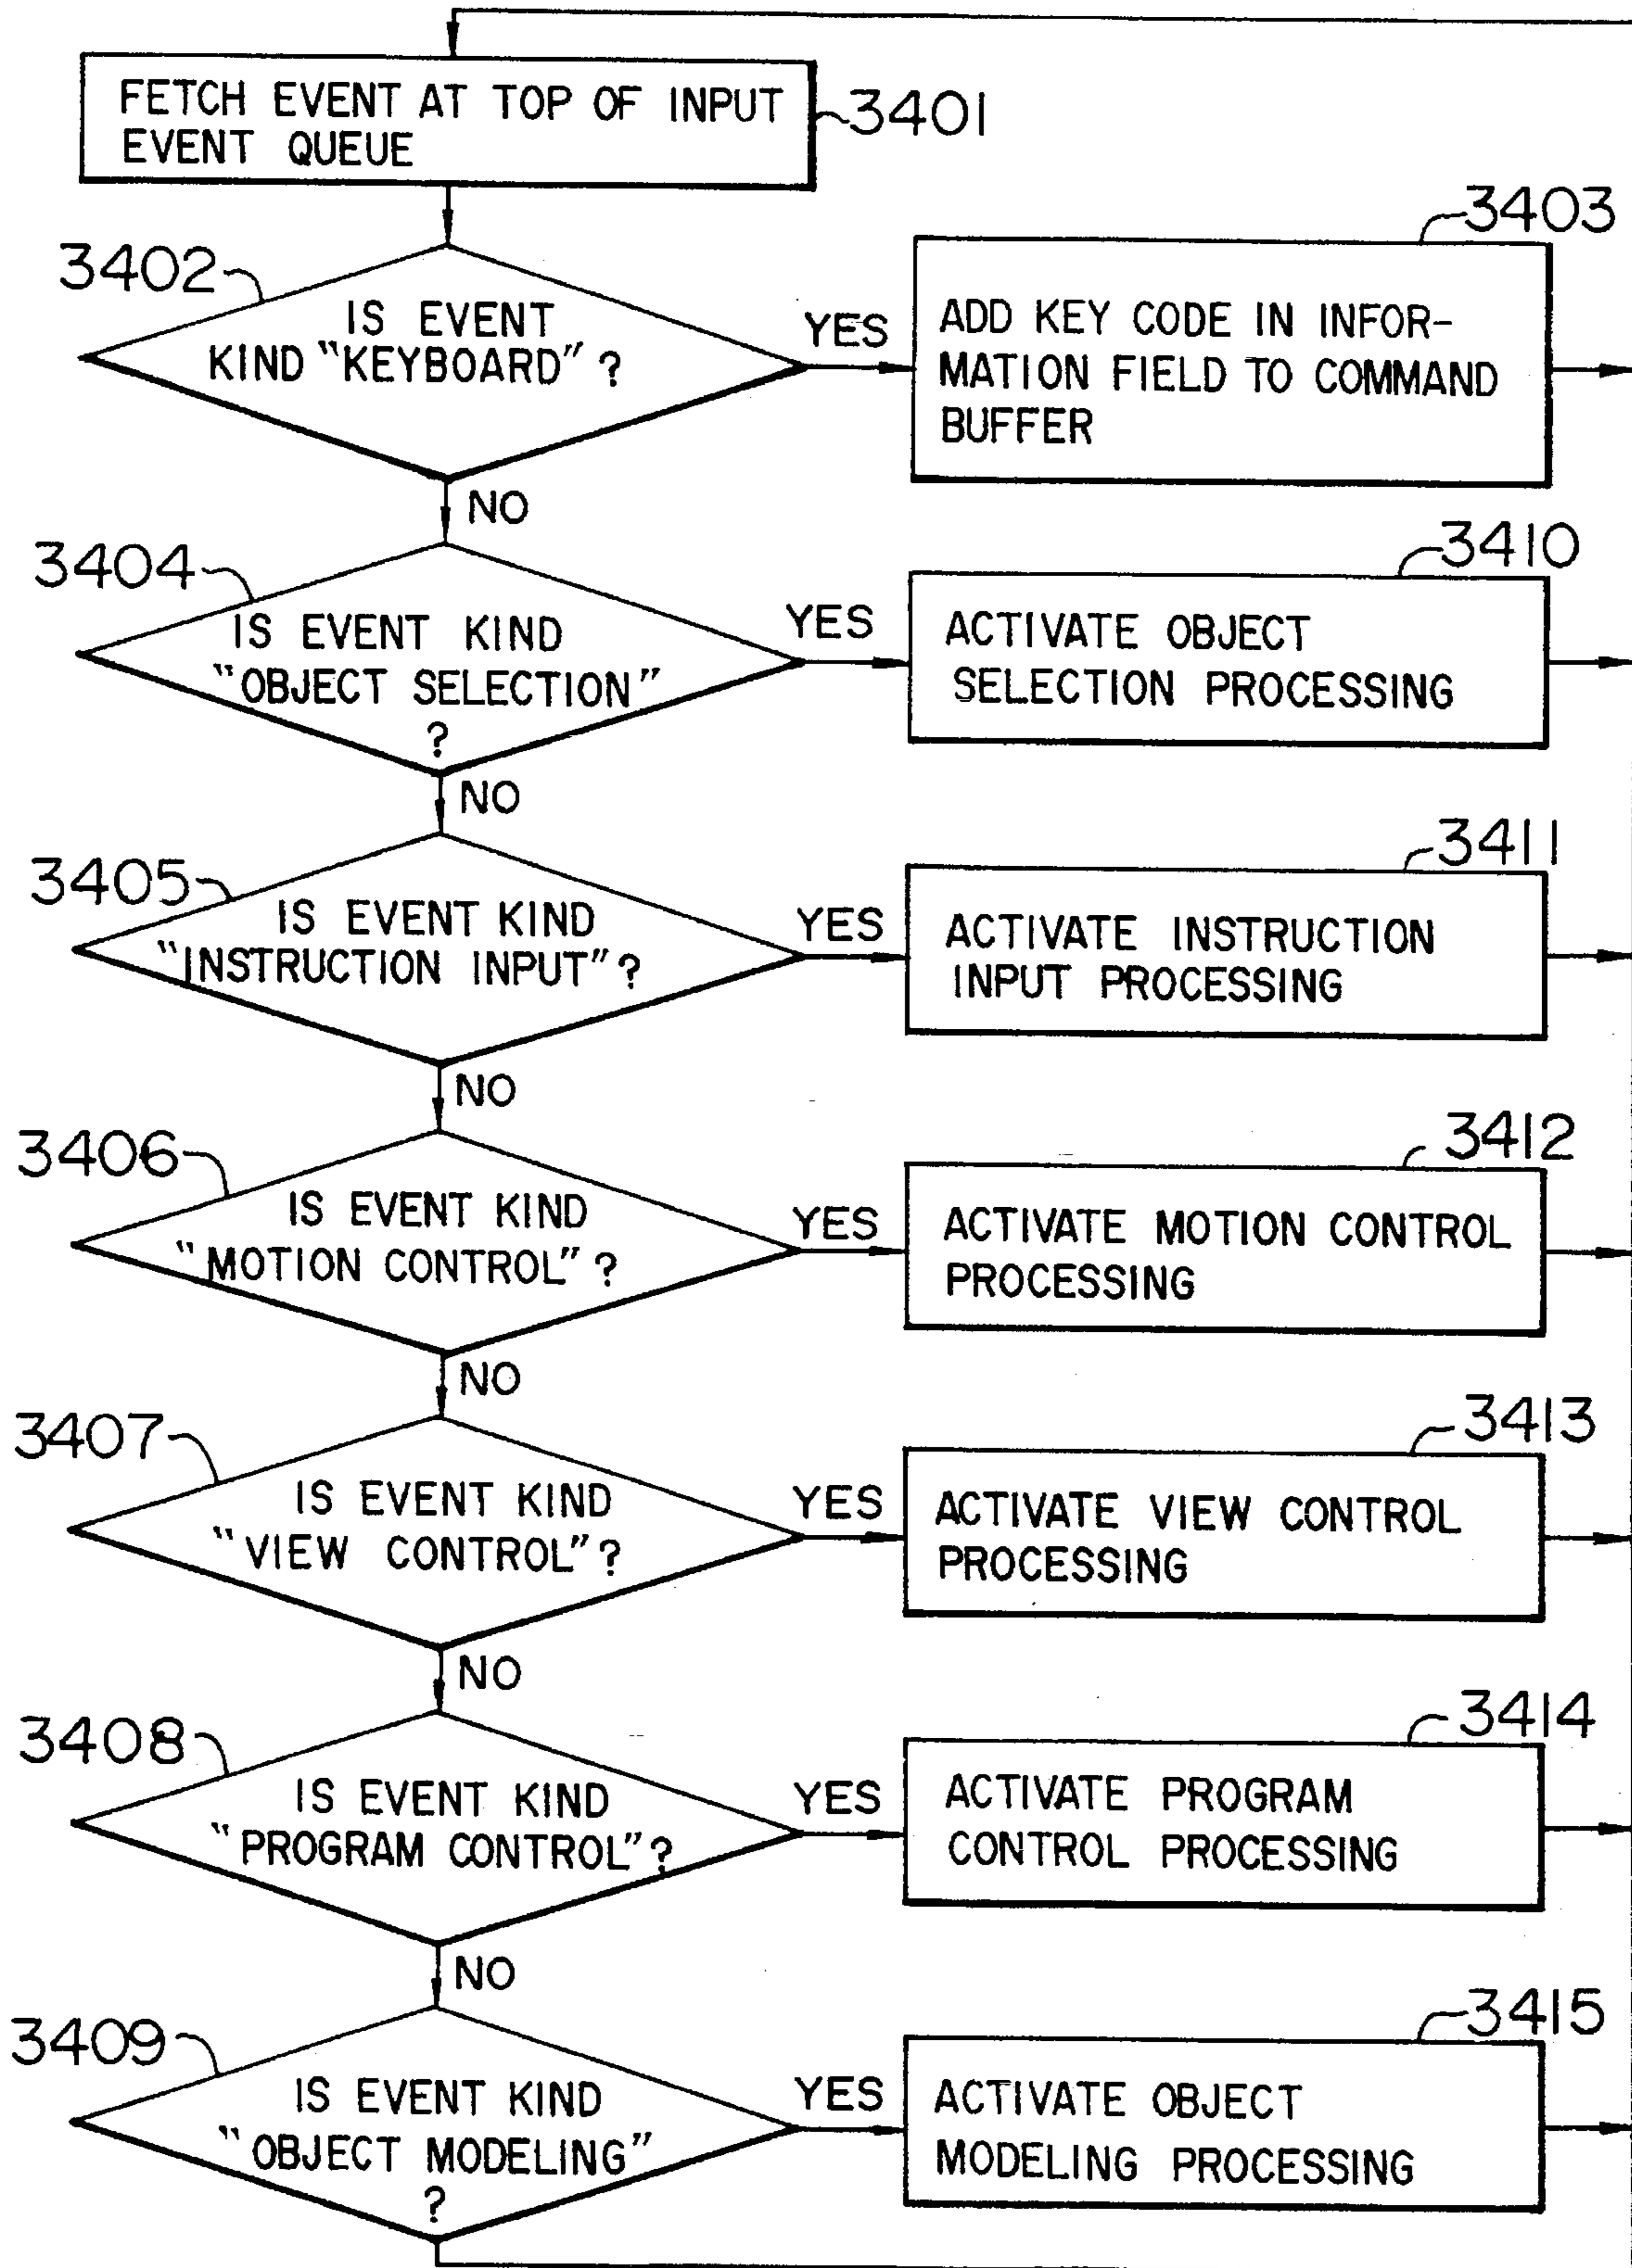 FETCH EVENT AT TOP OF INPUT
EVENT QUEUE
3401
3402
IS EVENT
KIND "KEYBOARD" ?
YES
3403
ADD KEY CODE IN INFOR-
MATION FIELD TO COMMAND
BUFFER
NO
3404
IS EVENT KIND
"OBJECT SELECTION"
?
YES
3410
ACTIVATE OBJECT
SELECTION PROCESSING
NO
3405
IS EVENT KIND
"INSTRUCTION INPUT" ?
YES
3411
ACTIVATE INSTRUCTION
INPUT PROCESSING
NO
3406
IS EVENT KIND
"MOTION CONTROL" ?
YES
3412
ACTIVATE MOTION CONTROL
PROCESSING
NO
3407
IS EVENT KIND
"VIEW CONTROL" ?
YES
3413
ACTIVATE VIEW CONTROL
PROCESSING
NO
3408
IS EVENT KIND
"PROGRAM CONTROL" ?
YES
3414
ACTIVATE PROGRAM
CONTROL PROCESSING
NO
3409
IS EVENT KIND
"OBJECT MODELING"
?
YES
3415
ACTIVATE OBJECT
MODELING PROCESSING